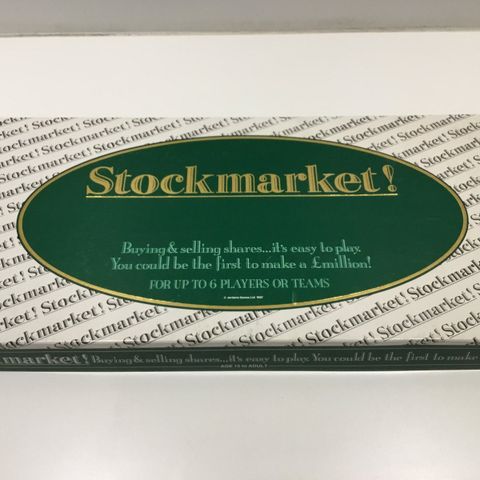 Stockmarket!
Buying & selling shares...it's easy to play.
You could be the first to make a £million!
FOR UP TO 6 PLAYERS OR TEAMS
Stockmarket! Buying & selling shares...it's easy to play. You could be the first to make